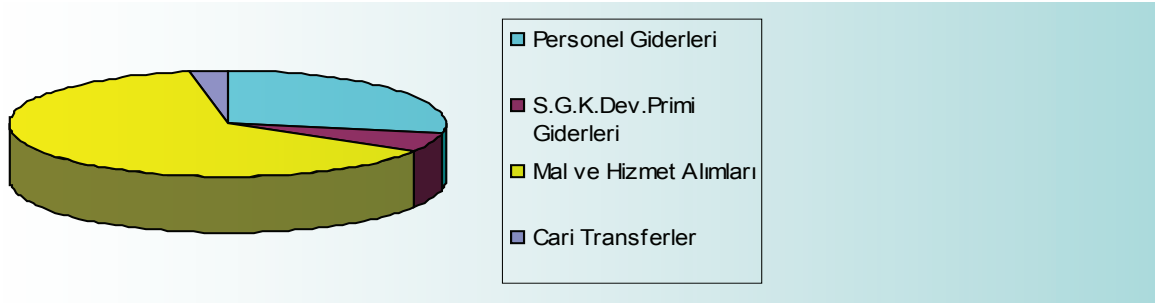 Personel Giderleri
S.G.K.Dev.Primi
Giderleri
Mal ve Hizmet Alımları
Cari Transferler